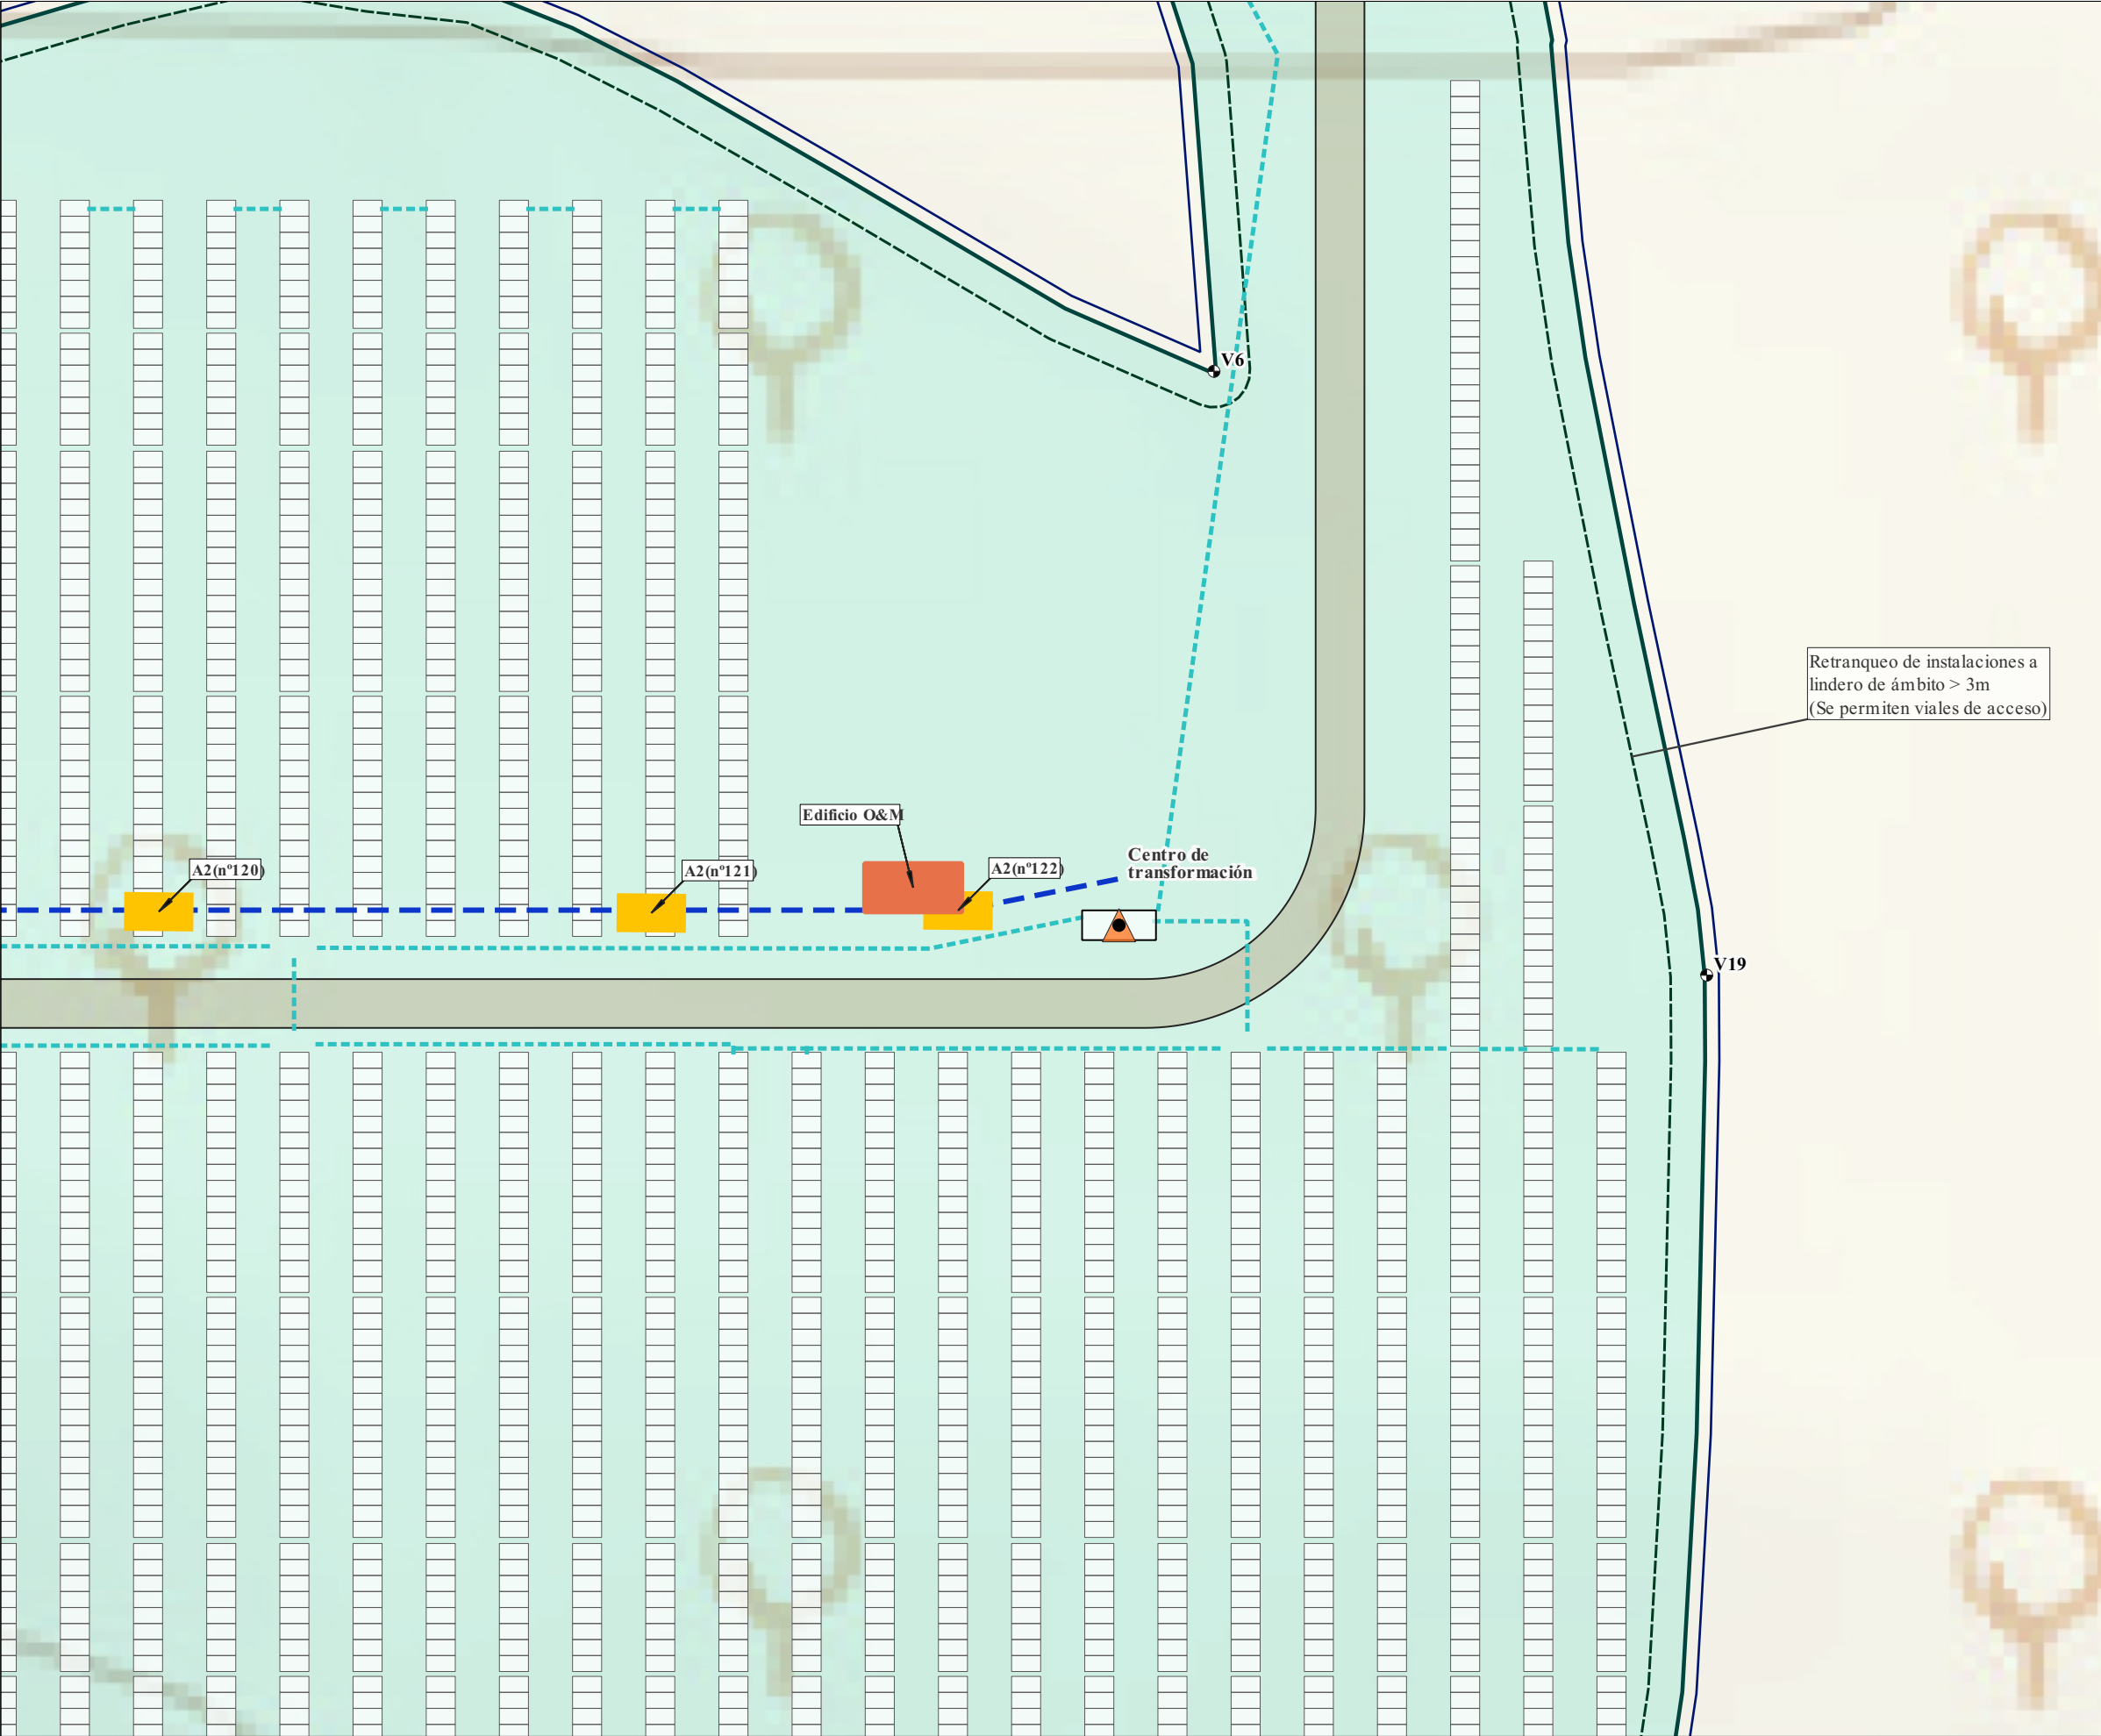 V6
Retranqueo de instalaciones a
lindero de ámbito > 3m
(Se permiten viales de acceso)
Edificio O&M
A2(nº120)
A2(nº121)
A2(nº122)
Centro de
transformación
V19